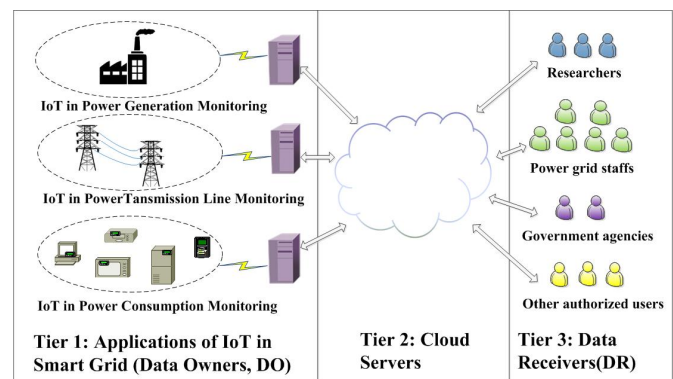 IoT in Power Generation Monitoring
IoT in PowerTansmission Line Monitoring
IoT in Power Consumption Monitoring
Tier 1: Applications of IoT in
Smart Grid (Data Owners, DO)
Tier 2: Cloud
Servers
Researchers
Power grid staffs
Government agencies
Other authorized users
Tier 3: Data
Receivers(DR)